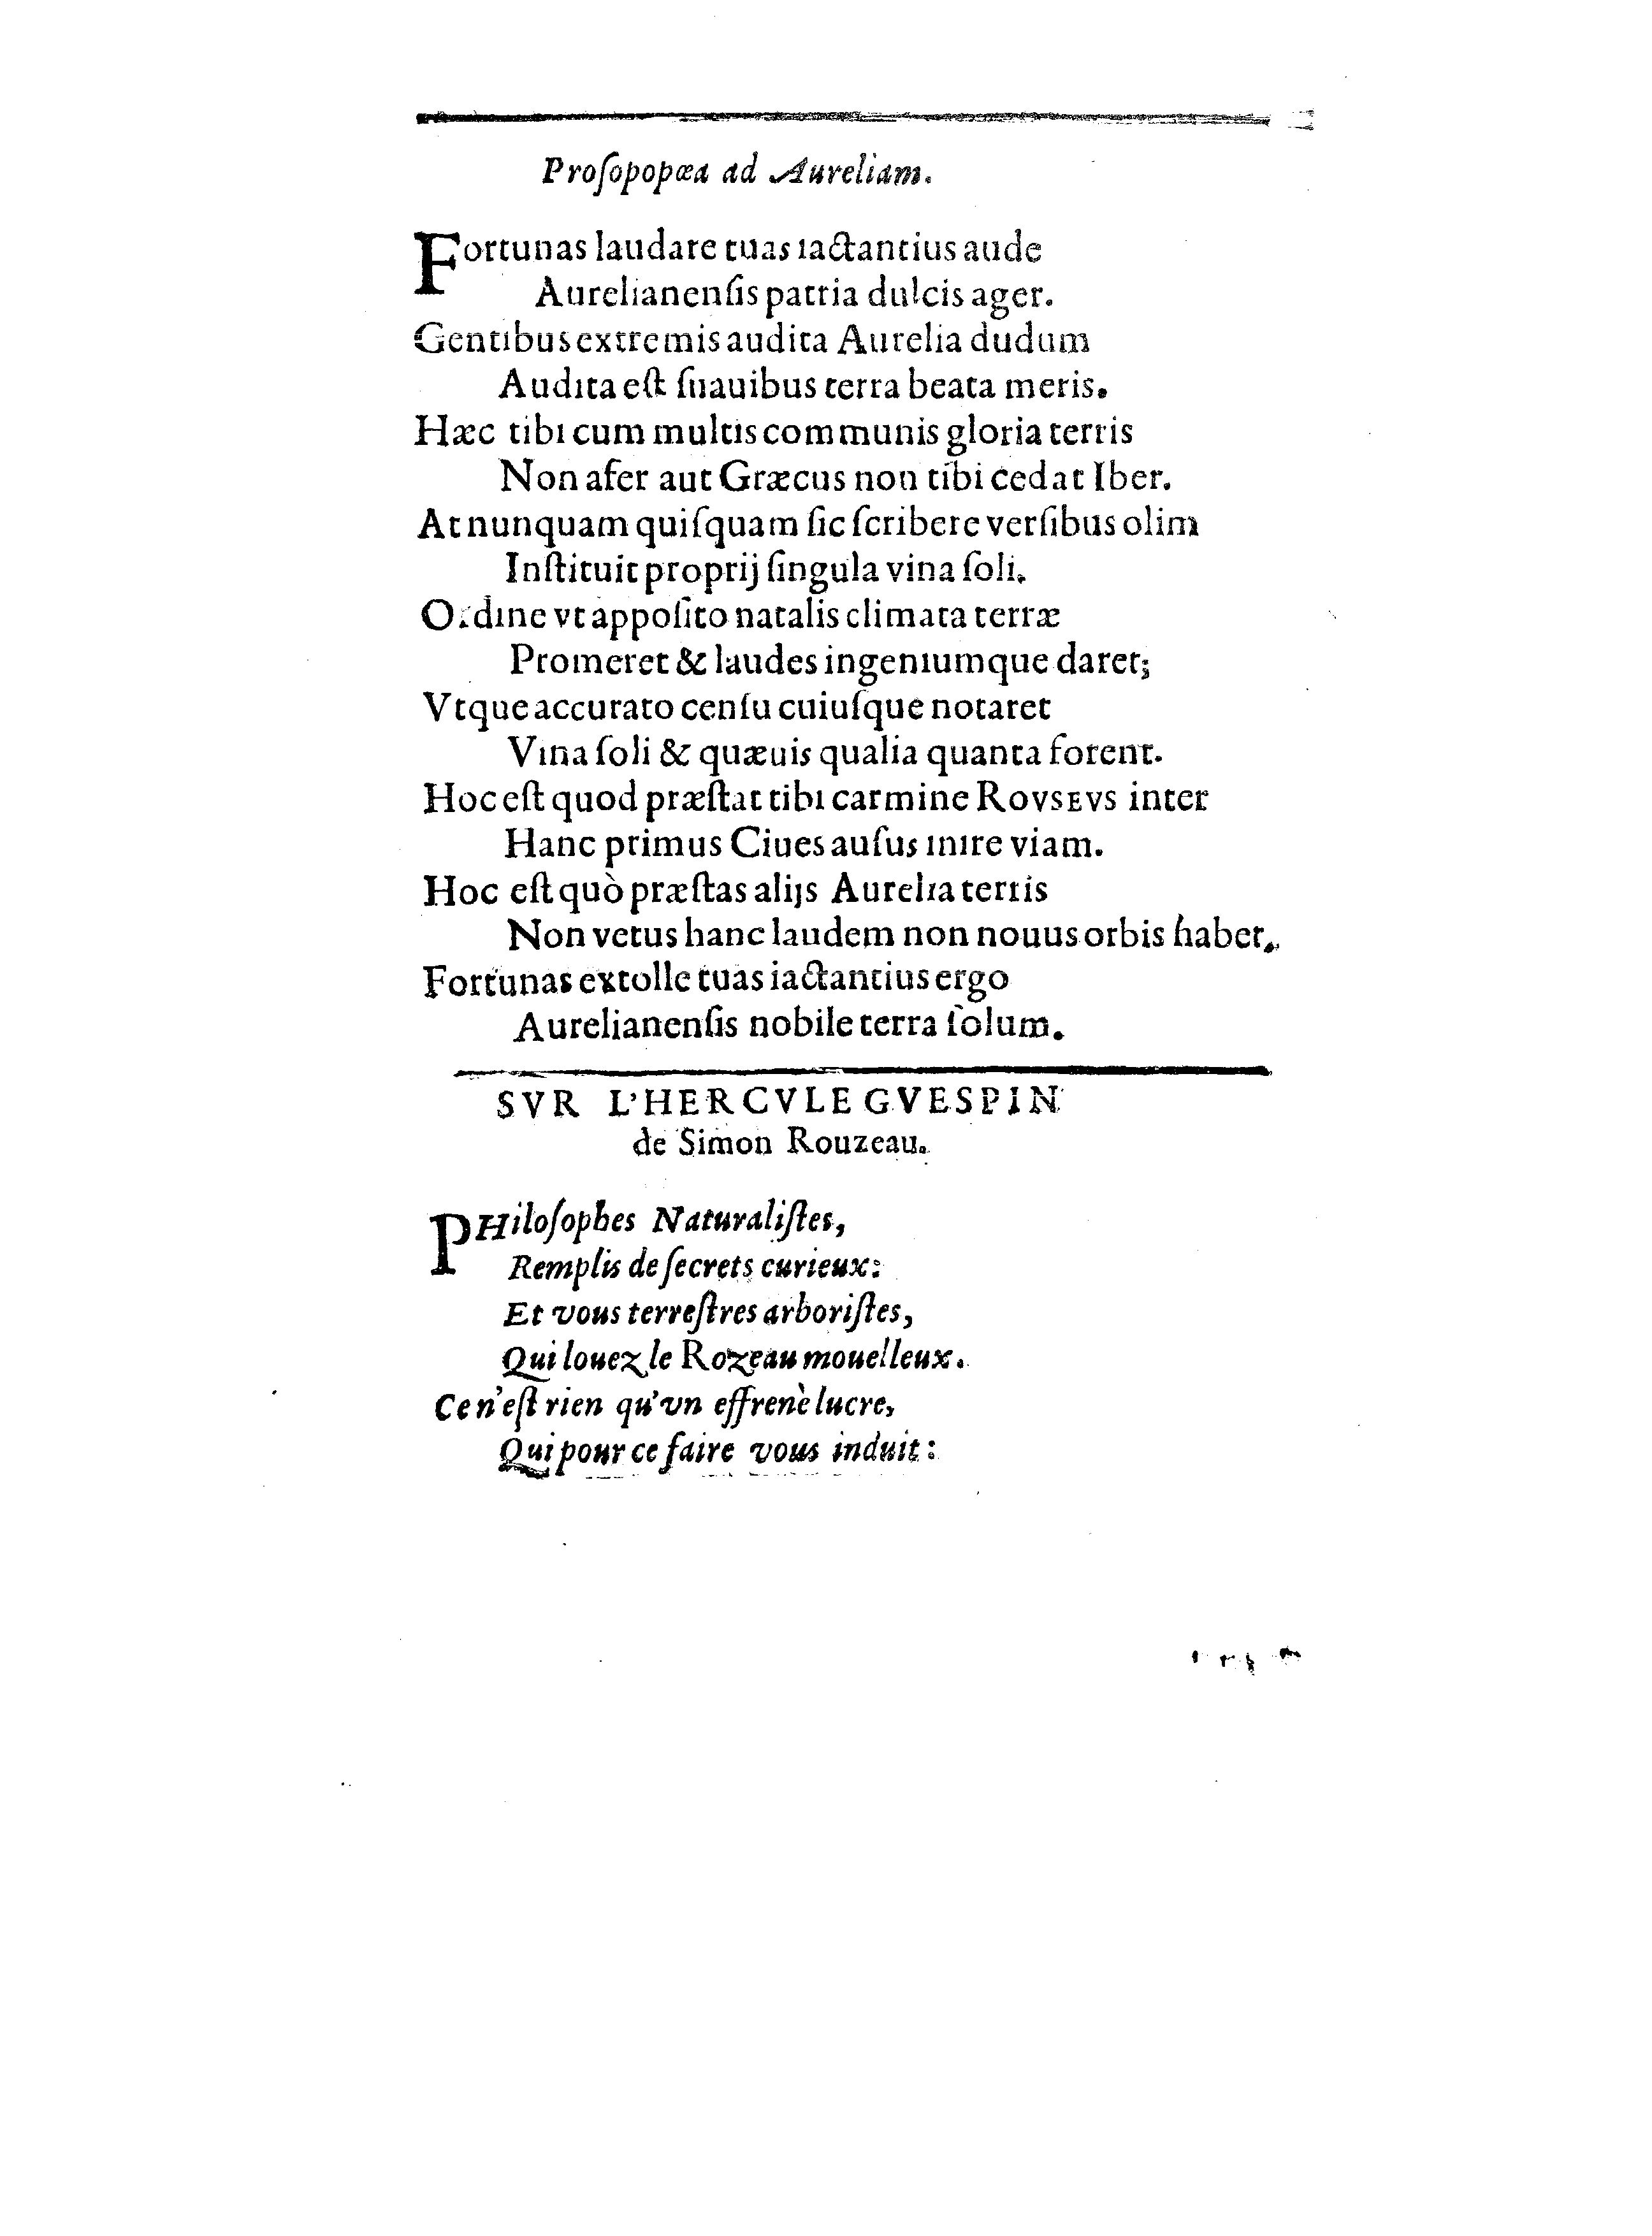 Proſopopœa ad Aureliam.
Fortunas laudare tuas iactantius aude
Aurelianenſis patria dulcis ager.
Gentibus extremis audita Aurelia dudum
Audita eſt ſuauibus terra beata meris.
Hæc tibi cum multis communis gloria terris
Non afer aut Græcus non tibi cedat Iber.
At nunquam quiſquam ſic ſcribere verſibus olim
Inſtituit proprij ſingula vina ſoli.
Ordine vt appoſito natalis climata terræ
Promeret & laudes ingeniumque daret;
Vtque accurato cenſu cuiuſque notaret
Vina ſoli & quæuis qualia quanta forent.
Hoc eſt quod præſtat tibi carmine ROVSEVS inter
Hanc primus Ciues auſus inire viam.
Hoc eſt quò præſtas alijs Aurelia terris
Non vetus hanc laudem non nouus orbis habet.
Fortunas extolle tuas iactantius ergo
Aurelianenſis nobile terra ſolum.
SVR L'HERCVLE GVESPIN
de Simon Rouzeau.
PHiloſophes Naturaliſtes,
Remplis de ſecrets curieux:
Et vous terreſtres arboriſtes,
Qui louez le Rozeau mouelleux.
Ce n'eſt rien qu'vn effrenè lucre,
Qui pour ce faire vous induit: